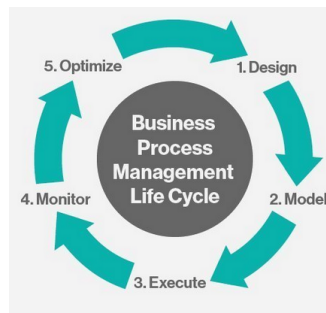 5. Optimize
1. Design
Business
Process
Management
Life Cycle
4. Monitor
2. Model
3. Execute